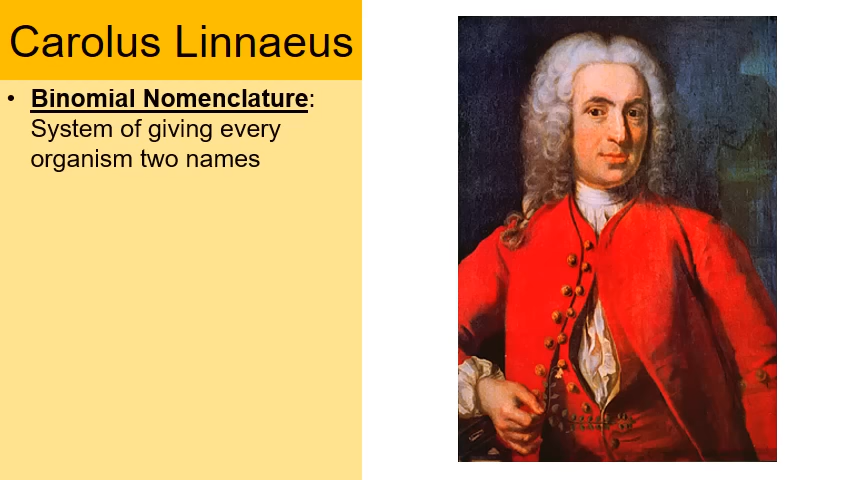 Carolus Linnaeus
• Binomial Nomenclature:
System of giving every
organism two names